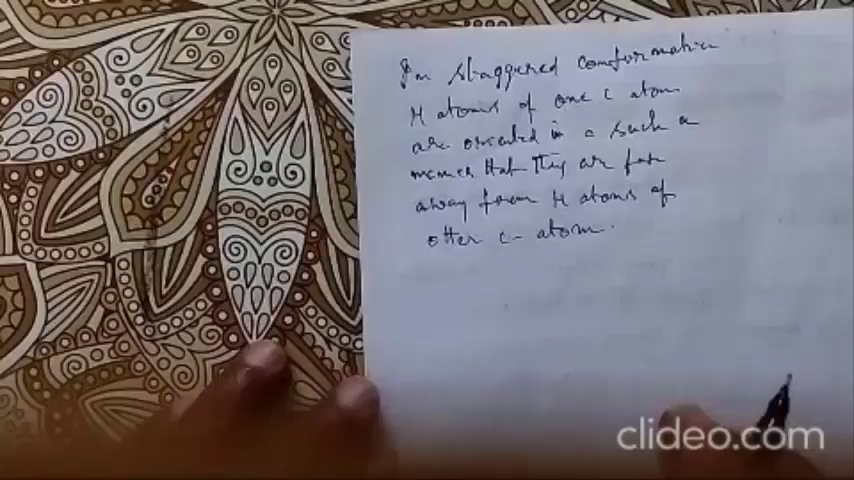 In staggered conformation
H atoms of one C atom
are oriented in a such a
manner that they are far
away from H atoms of
other C- atom.
clideo.com